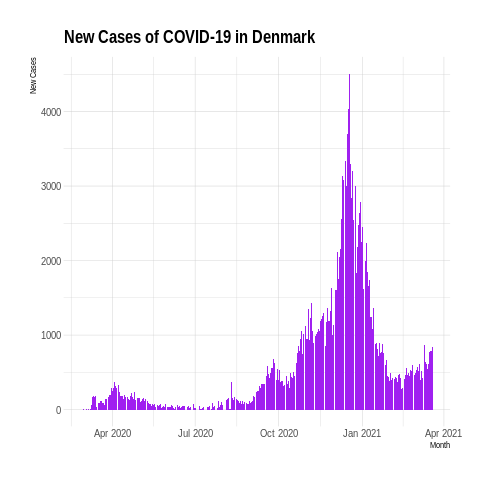 New Cases of COVID-19 in Denmark
New Cases
4000
3000
2000
1000
0
Apr 2020 Jul 2020 Oct 2020 Jan 2021 Apr 2021
Month